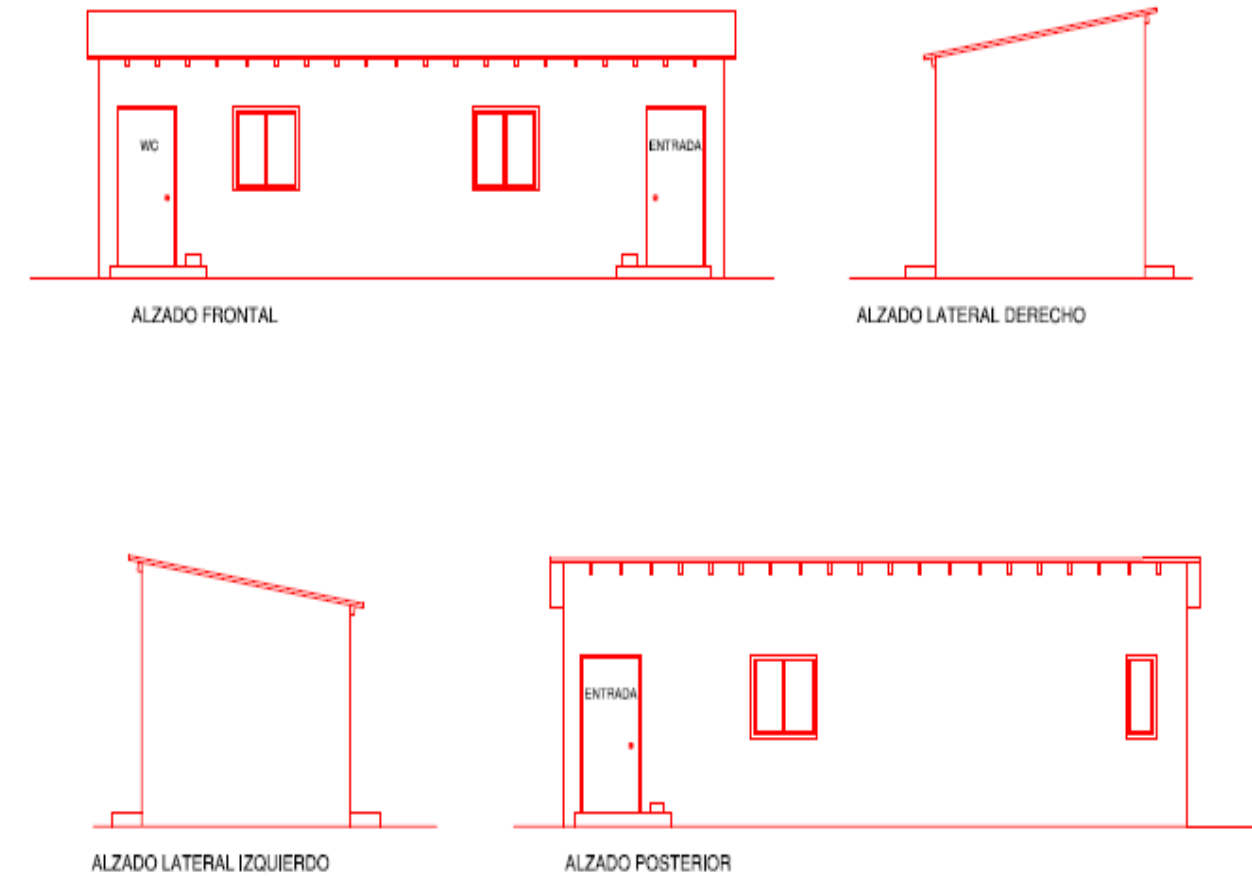 WC
ENTRADA
ALZADO FRONTAL
ALZADO LATERAL DERECHO
ENTRADA
ALZADO LATERAL IZQUIERDO
ALZADO POSTERIOR